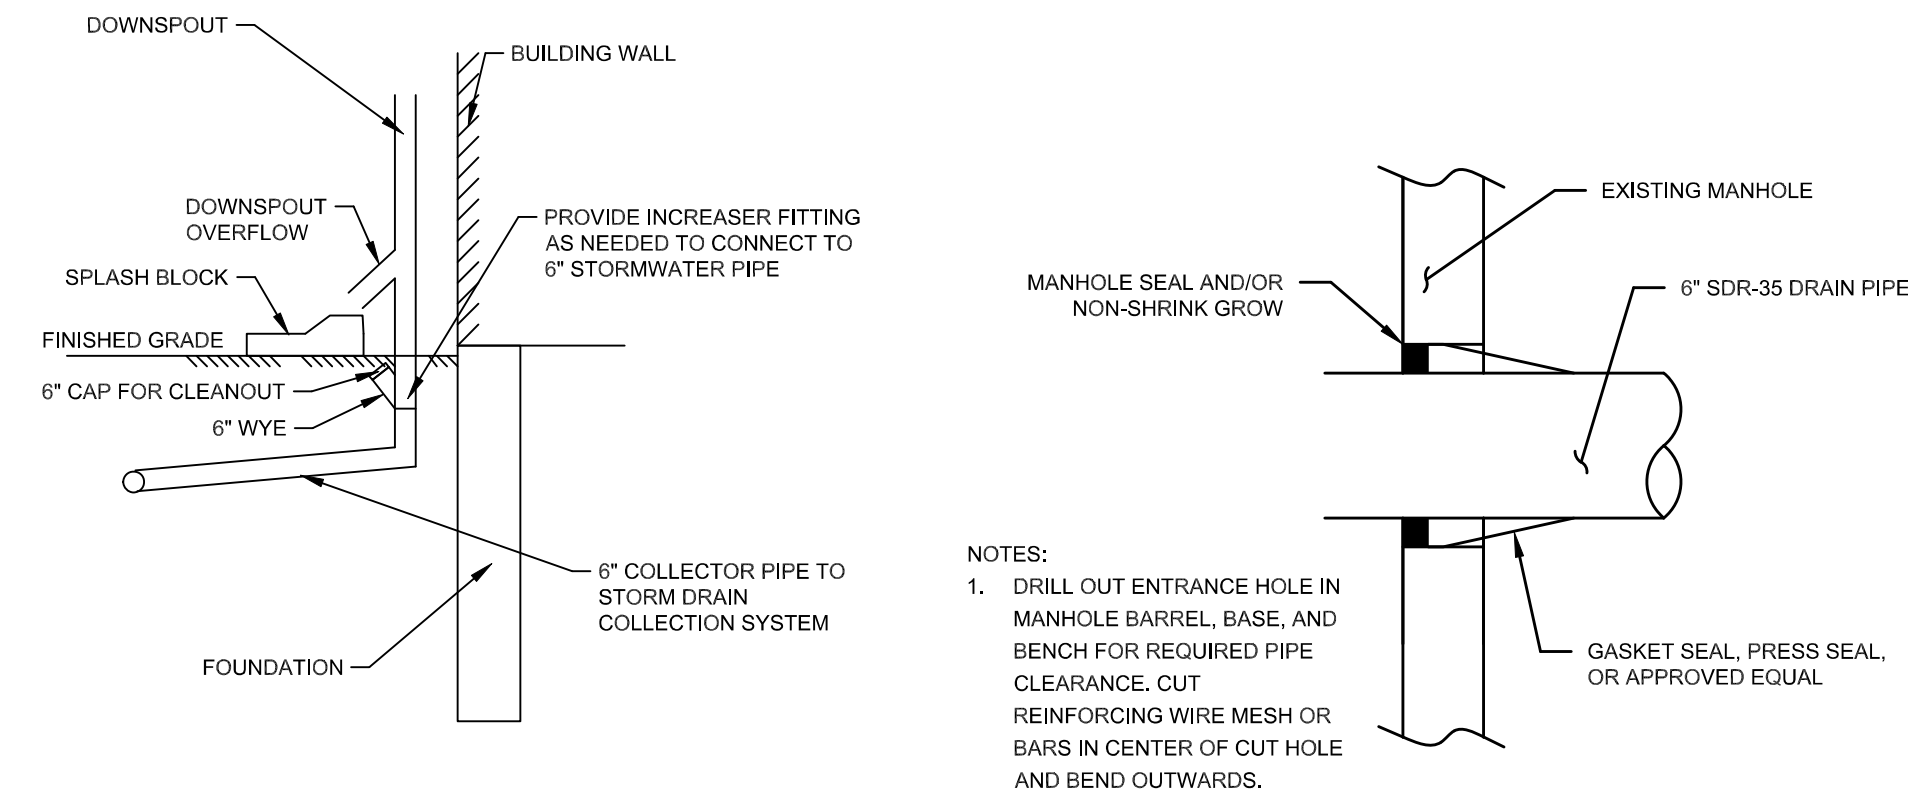 DOWNSPOUT
BUILDING WALL
DOWNSPOUT
OVERFLOW
PROVIDE INCREASER FITTING
AS NEEDED TO CONNECT TO
6" STORMWATER PIPE
SPLASH BLOCK
FINISHED GRADE
6" CAP FOR CLEANOUT
6" WYE
6" COLLECTOR PIPE TO
STORM DRAIN
COLLECTION SYSTEM
FOUNDATION
EXISTING MANHOLE
MANHOLE SEAL AND/OR
NON-SHRINK GROW
6" SDR-35 DRAIN PIPE
GASKET SEAL, PRESS SEAL,
OR APPROVED EQUAL
NOTES:
1. DRILL OUT ENTRANCE HOLE IN
MANHOLE BARREL, BASE, AND
BENCH FOR REQUIRED PIPE
CLEARANCE. CUT
REINFORCING WIRE MESH OR
BARS IN CENTER OF CUT HOLE
AND BEND OUTWARDS.